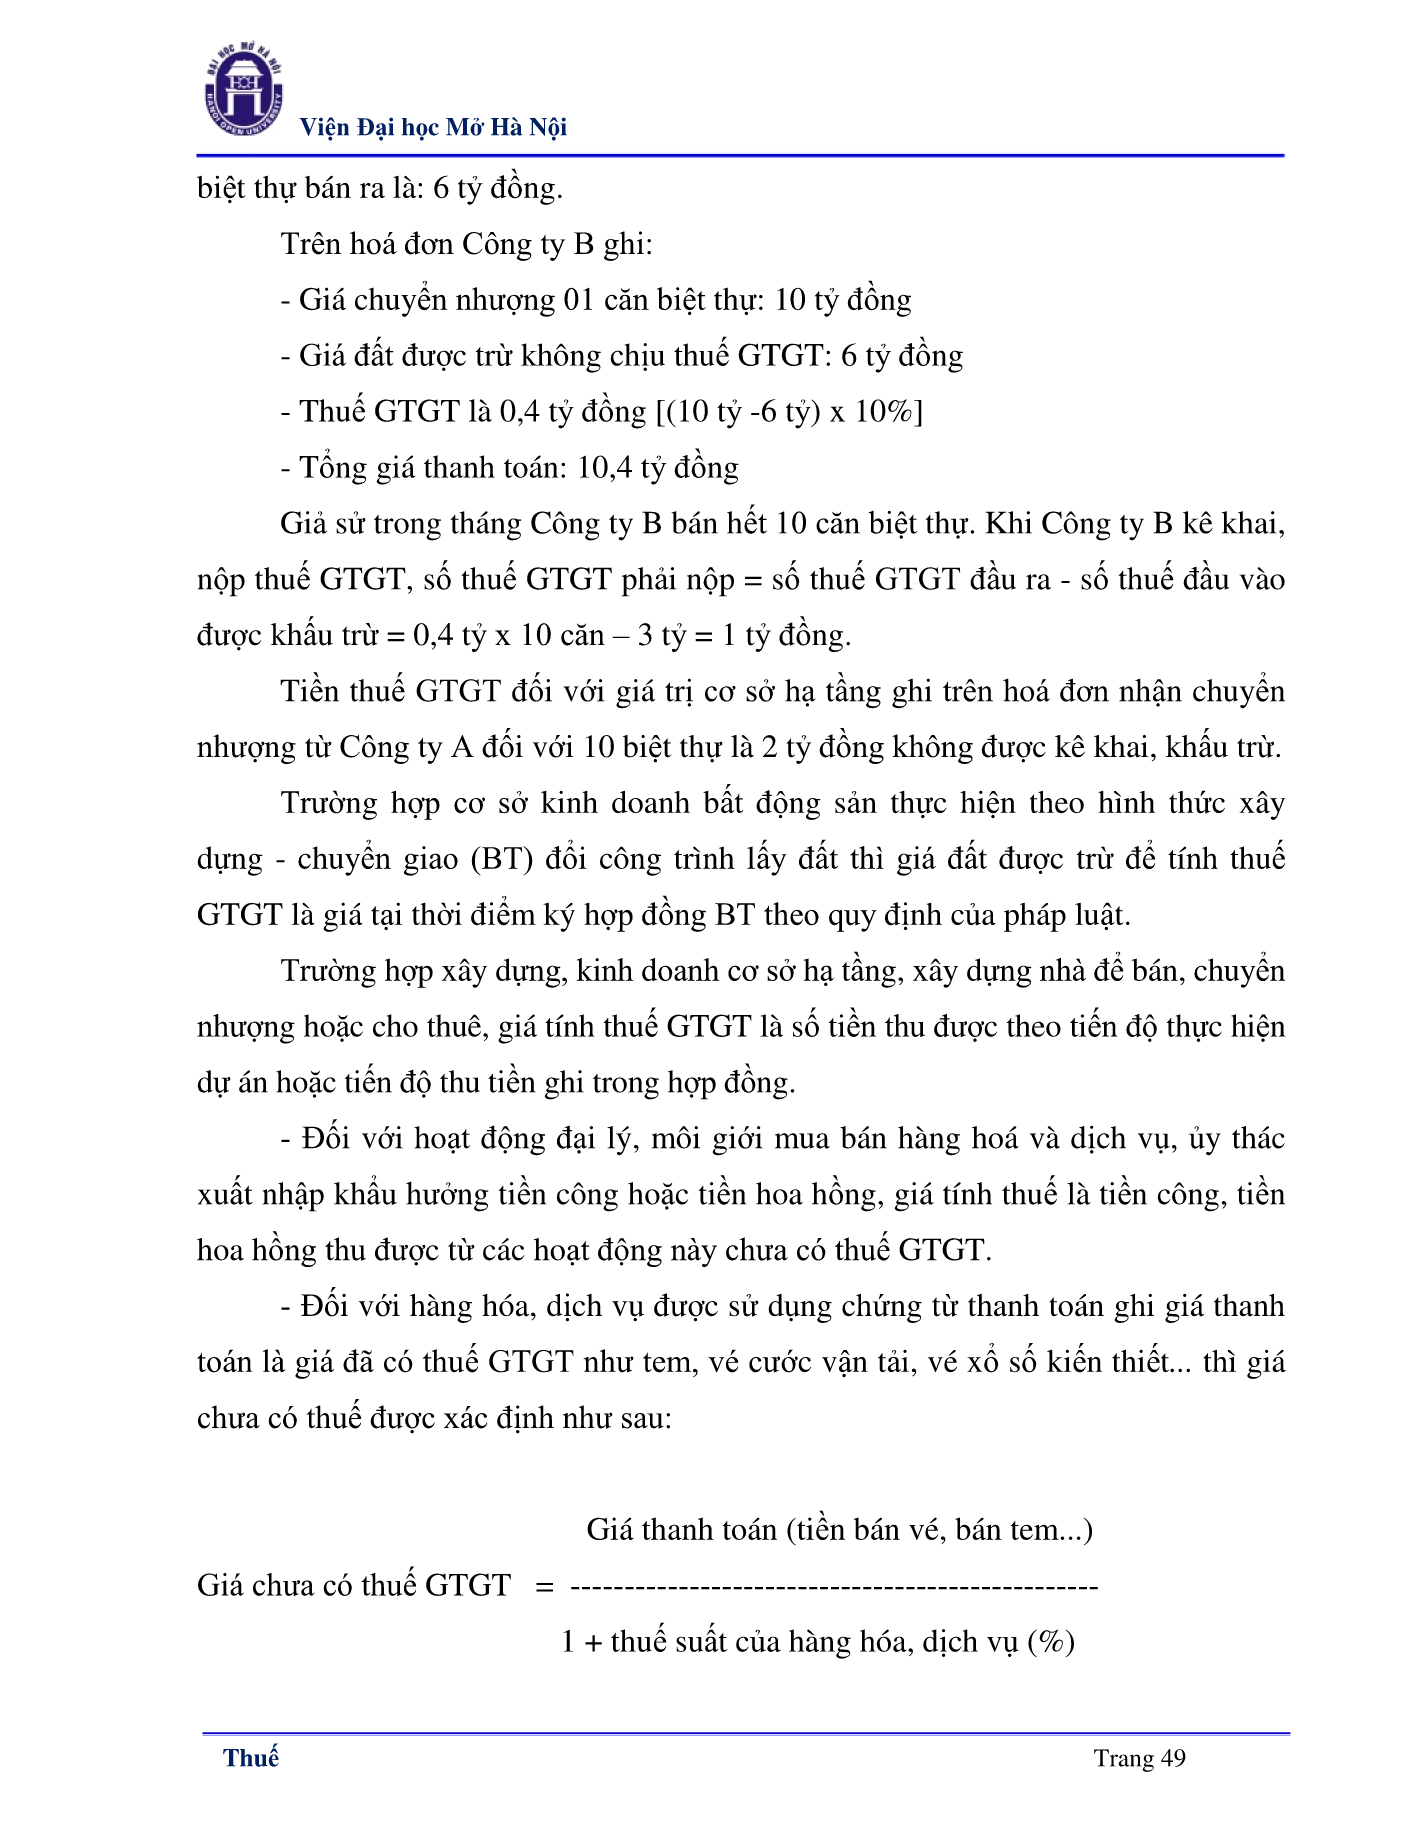 ĐẠI HỌC MỞ HÀ NỘI
HANOI OPEN UNIVERSITY
Viện Đại học Mở Hà Nội
biệt thự bán ra là: 6 tỷ đồng.
Trên hoá đơn Công ty B ghi:
- Giá chuyển nhượng 01 căn biệt thự: 10 tỷ đồng
- Giá đất được trừ không chịu thuế GTGT: 6 tỷ đồng
- Thuế GTGT là 0,4 tỷ đồng [(10 tỷ -6 tỷ) x 10%]
- Tổng giá thanh toán: 10,4 tỷ đồng
Giả sử trong tháng Công ty B bán hết 10 căn biệt thự. Khi Công ty B kê khai,
nộp thuế GTGT, số thuế GTGT phải nộp = số thuế GTGT đầu ra - số thuế đầu vào
được khấu trừ = 0,4 tỷ x 10 căn – 3 tỷ = 1 tỷ đồng.
Tiền thuế GTGT đối với giá trị cơ sở hạ tầng ghi trên hoá đơn nhận chuyển
nhượng từ Công ty A đối với 10 biệt thự là 2 tỷ đồng không được kê khai, khấu trừ.
Trường hợp cơ sở kinh doanh bất động sản thực hiện theo hình thức xây
dựng - chuyển giao (BT) đổi công trình lấy đất thì giá đất được trừ để tính thuế
GTGT là giá tại thời điểm ký hợp đồng BT theo quy định của pháp luật.
Trường hợp xây dựng, kinh doanh cơ sở hạ tầng, xây dựng nhà để bán, chuyển
nhượng hoặc cho thuê, giá tính thuế GTGT là số tiền thu được theo tiến độ thực hiện
dự án hoặc tiến độ thu tiền ghi trong hợp đồng.
- Đối với hoạt động đại lý, môi giới mua bán hàng hoá và dịch vụ, ủy thác
xuất nhập khẩu hưởng tiền công hoặc tiền hoa hồng, giá tính thuế là tiền công, tiền
hoa hồng thu được từ các hoạt động này chưa có thuế GTGT.
- Đối với hàng hóa, dịch vụ được sử dụng chứng từ thanh toán ghi giá thanh
toán là giá đã có thuế GTGT như tem, vé cước vận tải, vé xổ số kiến thiết... thì giá
chưa có thuế được xác định như sau:
Giá thanh toán (tiền bán vé, bán tem...)
Giá chưa có thuế GTGT = -------------------------------------------------
1 + thuế suất của hàng hóa, dịch vụ (%)
Thuế Trang 49